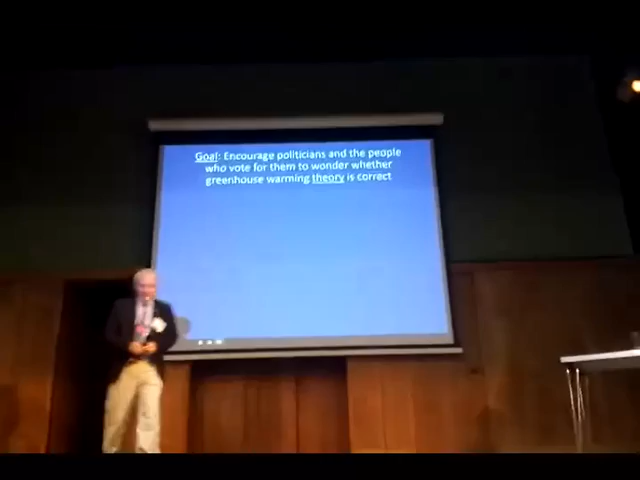 Goal: Encourage politicians and the people
who vote for them to wonder whether
greenhouse warming theory is correct